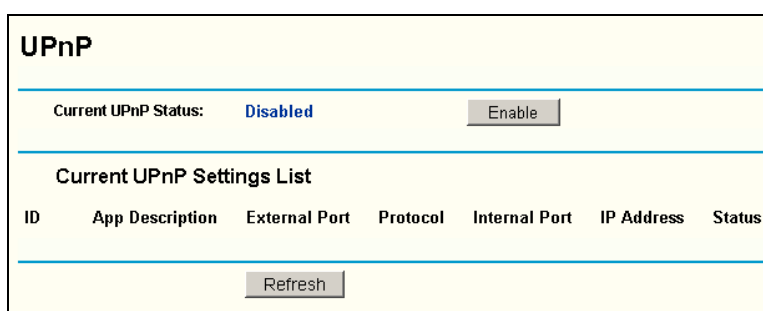 UPnP
Current UPnP Status: Disabled Enable
Current UPnP Settings List
ID App Description External Port Protocol Internal Port IP Address Status
Refresh